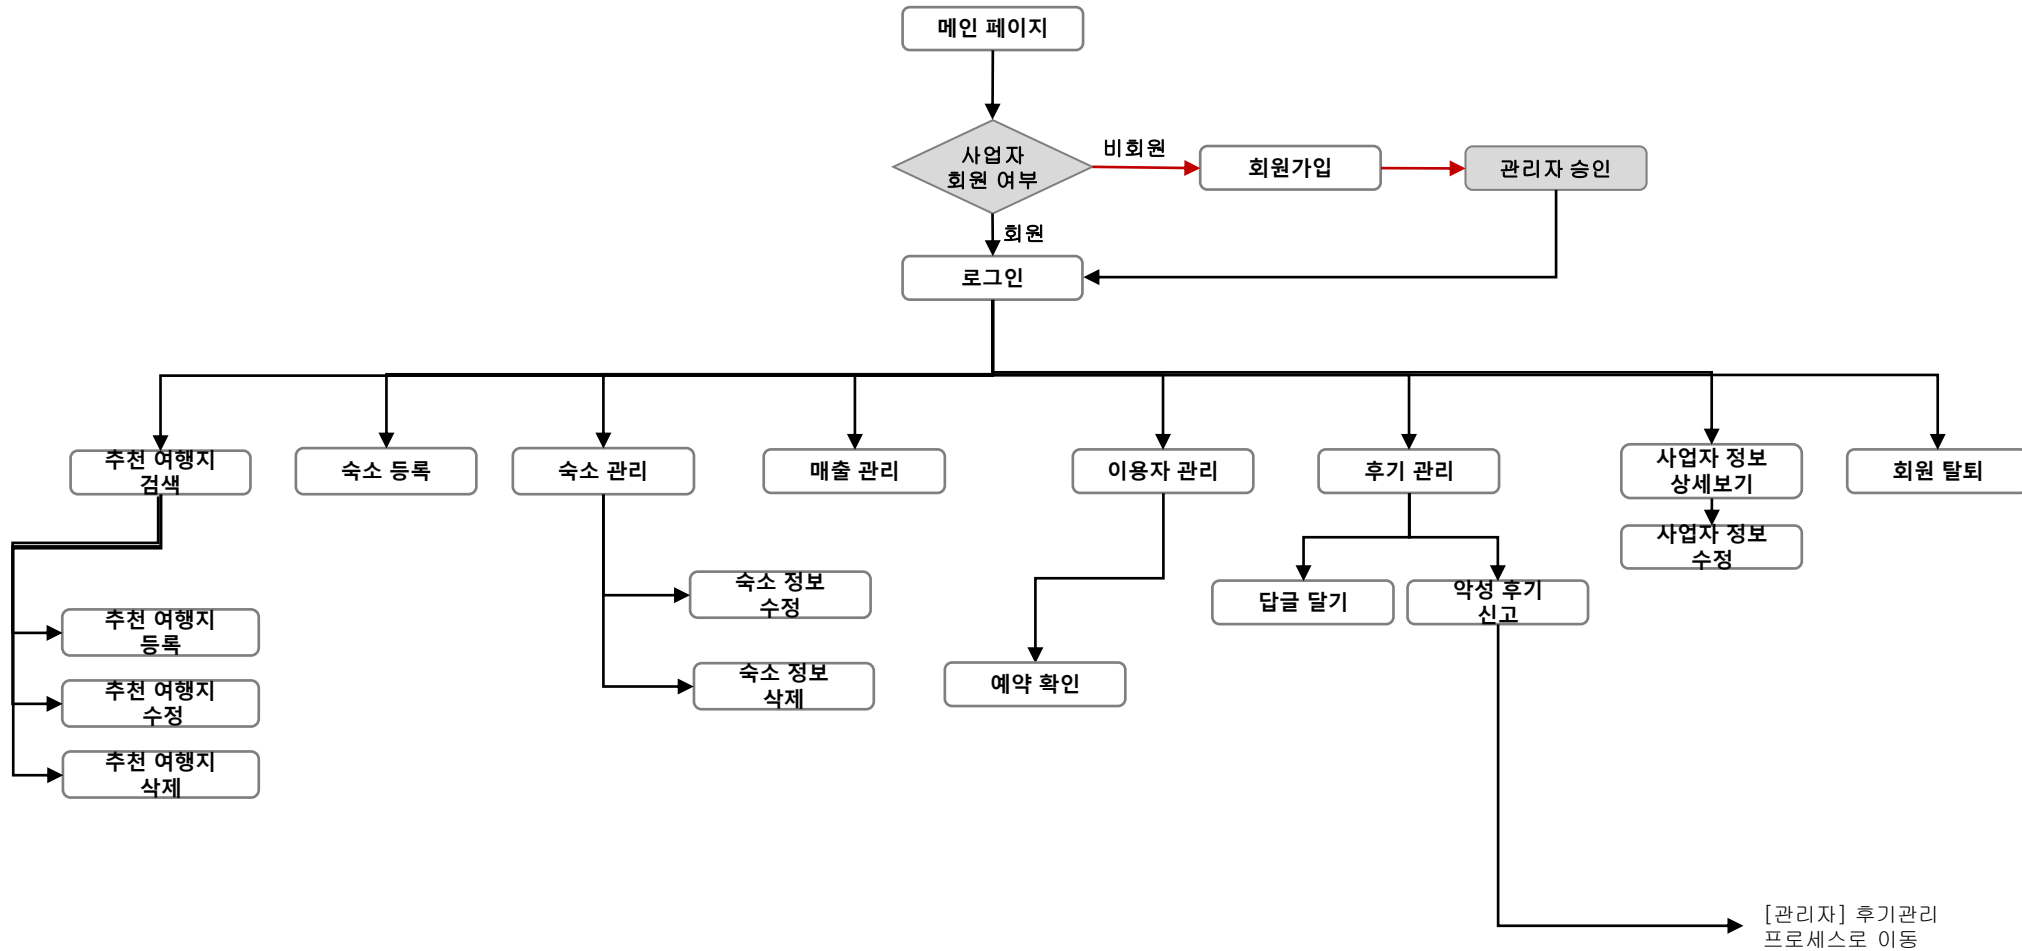 메인 페이지
사업자
회원 여부
비회원
회원가입
관리자 승인
회원
로그인
추천 여행지
검색
숙소 등록
숙소 관리
매출 관리
이용자 관리
후기 관리
사업자 정보
상세보기
회원 탈퇴
사업자 정보
수정
숙소 정보
수정
답글 달기
악성 후기
신고
추천 여행지
등록
숙소 정보
삭제
예약 확인
추천 여행지
수정
추천 여행지
삭제
[관리자] 후기관리
프로세스로 이동